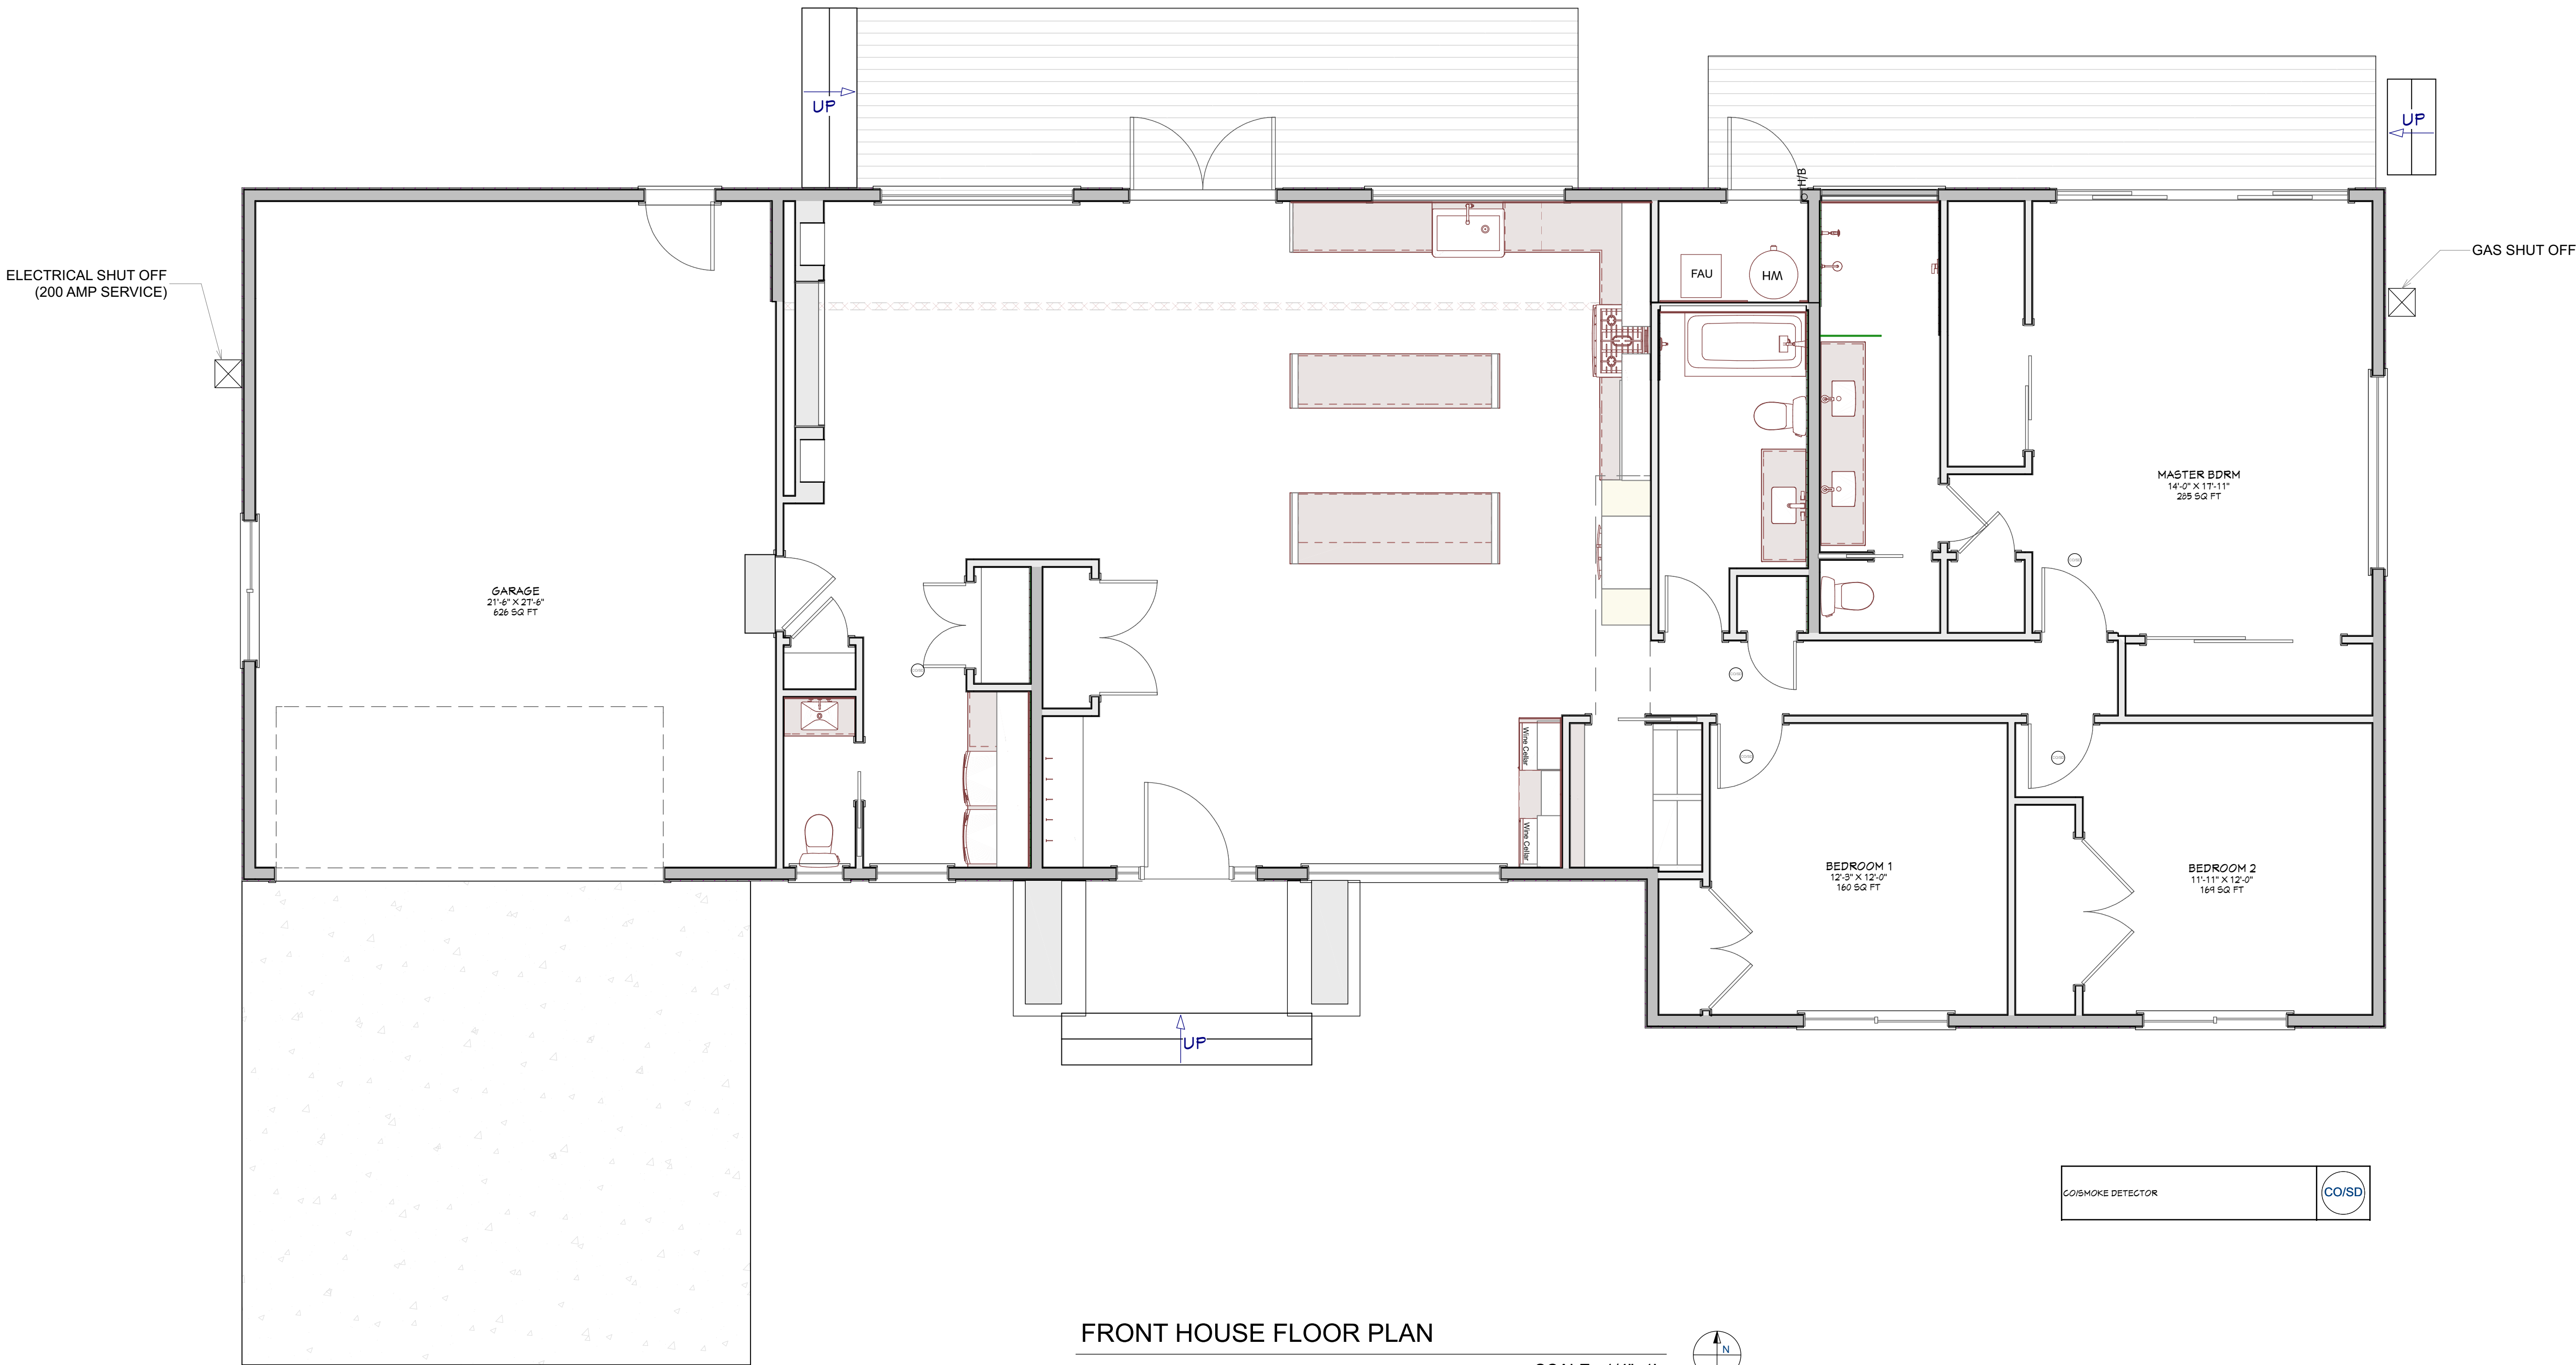 UP
UP
H/B
ELECTRICAL SHUT OFF
(200 AMP SERVICE)
GAS SHUT OFF
FAU
HW
MASTER BDRM
14'-0" X 17'-11"
285 SQ FT
GARAGE
21'-6" X 27'-6"
626 SQ FT
Wine Cellar
Wine Cellar
BEDROOM 1
12'-3" X 12'-0"
160 SQ FT
BEDROOM 2
11'-11" X 12'-0"
169 SQ FT
UP
CO/SMOKE DETECTOR
CO/SD
FRONT HOUSE FLOOR PLAN
N